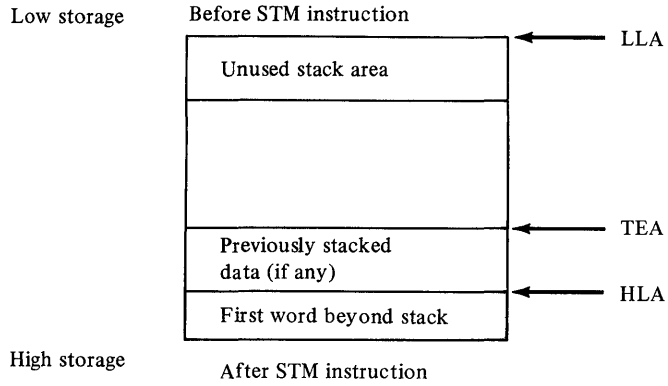 Low storage
Before STM instruction
LLA
Unused stack area
TEA
Previously stacked
data (if any)
HLA
First word beyond stack
High storage
After STM instruction